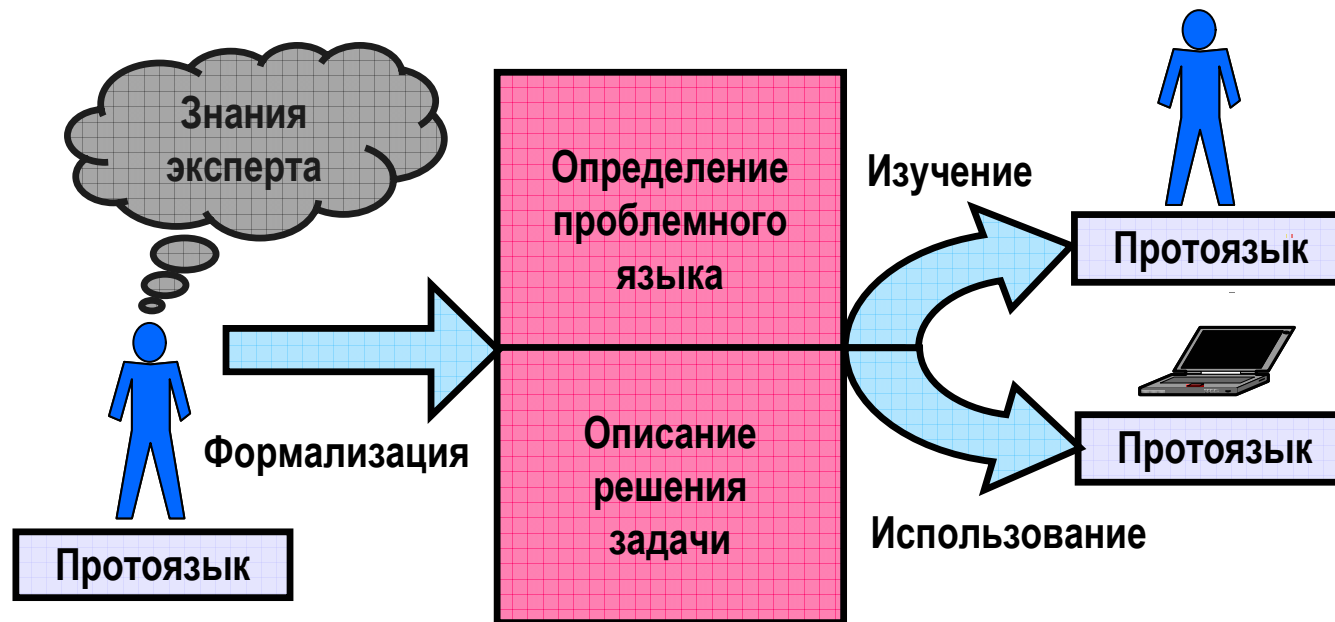 Знания
эксперта
Формализация
Протоязык
Определение
проблемного
языка
Описание
решения
задачи
Изучение
Протоязык
Протоязык
Использование